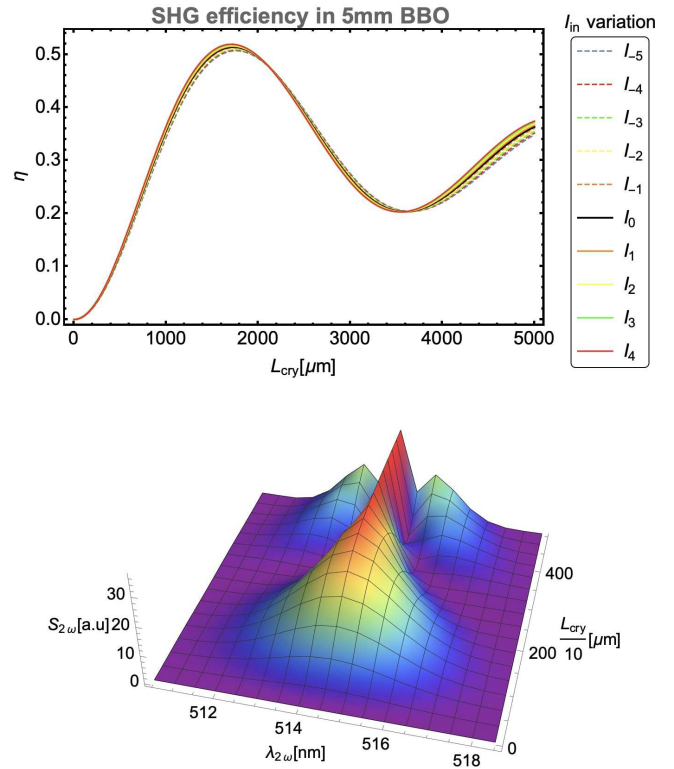 SHG efficiency in 5mm BBO
I_in variation
I_−5
I_−4
I_−3
I_−2
I_−1
I_0
I_1
I_2
I_3
I_4
0.5
0.4
0.3
0.2
0.1
0.0
η
0 1000 2000 3000 4000 5000
L_cry[μm]
30
20
10
0
S_2ω[a.u]
512 514 516 518
λ_2ω[nm]
400
200
0
L_cry/10 [μm]